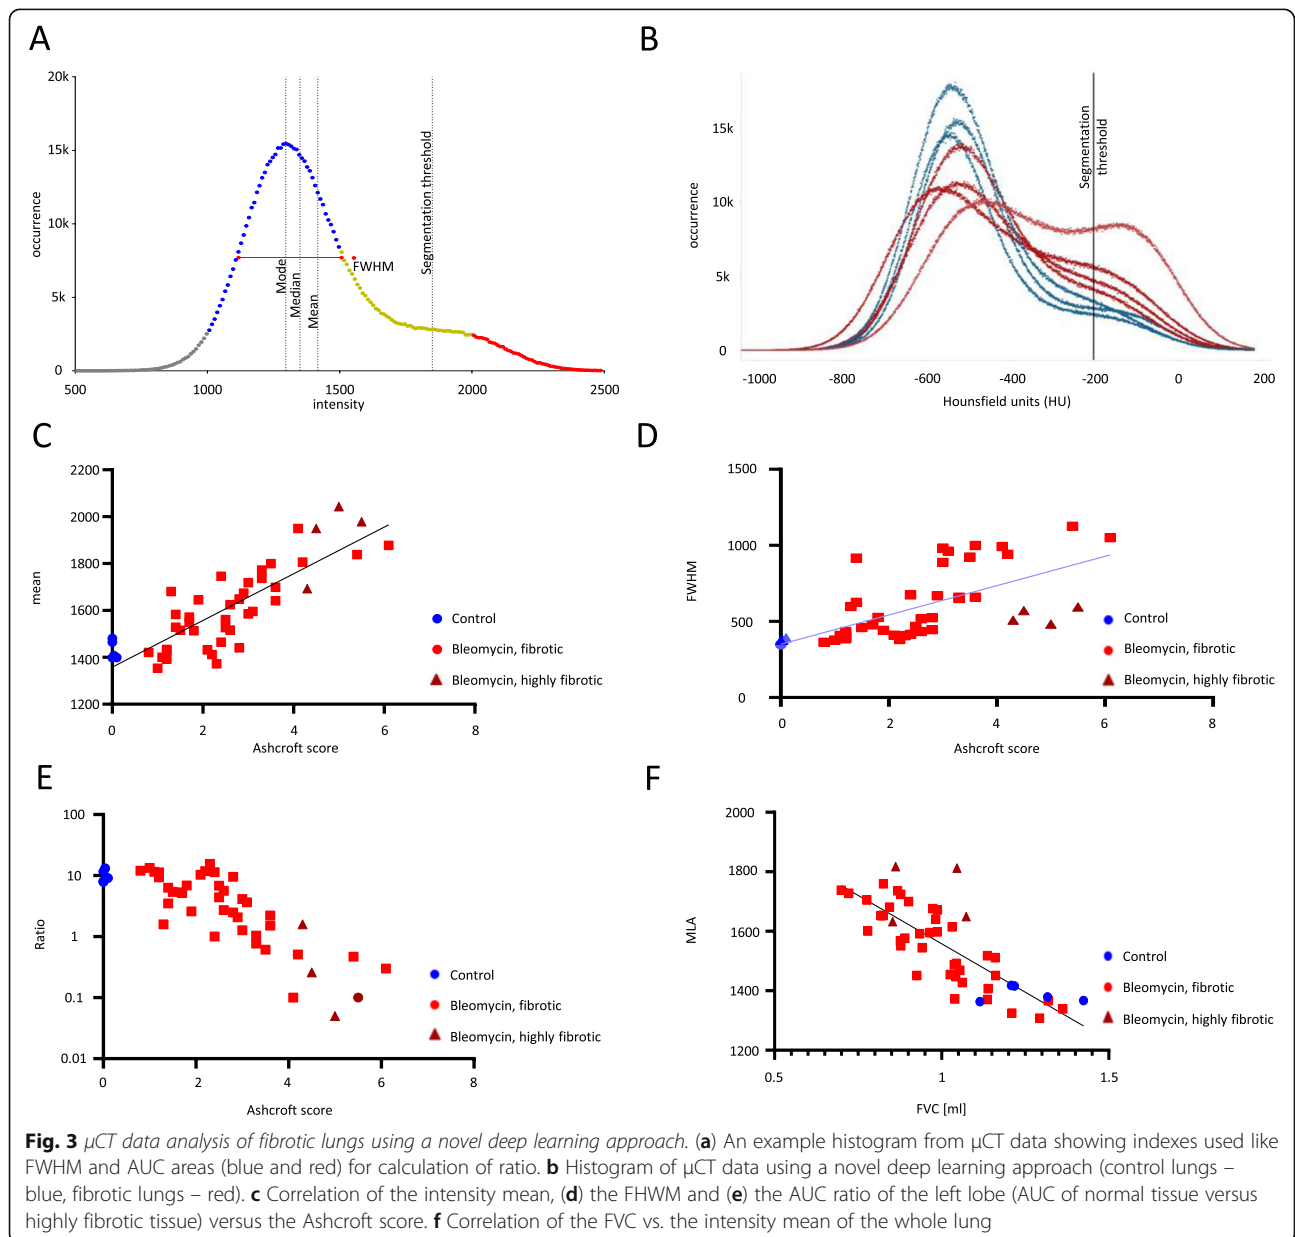 A
20k
15k
10k
5k
0
occurrence
500
1000
1500
2000
2500
intensity
Mode
Median
Mean
FWHM
Segmentation threshold
B
15k
10k
5k
0
occurrence
-1000
-800
-600
-400
-200
0
200
Hounsfield units (HU)
Segmentation
threshold
C
2200
2000
1800
1600
1400
1200
mean
0
2
4
6
8
Ashcroft score
Control
Bleomycin, fibrotic
Bleomycin, highly fibrotic
D
1500
1000
500
0
FWHM
0
2
4
6
8
Ashcroft score
Control
Bleomycin, fibrotic
Bleomycin, highly fibrotic
E
100
10
1
0.1
0.01
Ratio
0
2
4
6
8
Ashcroft score
Control
Bleomycin, fibrotic
Bleomycin, highly fibrotic
F
2000
1800
1600
1400
1200
MLA
0.5
1
1.5
FVC [ml]
Control
Bleomycin, fibrotic
Bleomycin, highly fibrotic
Fig. 3 μCT data analysis of fibrotic lungs using a novel deep learning approach. (a) An example histogram from μCT data showing indexes used like
FWHM and AUC areas (blue and red) for calculation of ratio. b Histogram of μCT data using a novel deep learning approach (control lungs –
blue, fibrotic lungs – red). c Correlation of the intensity mean, (d) the FHWM and (e) the AUC ratio of the left lobe (AUC of normal tissue versus
highly fibrotic tissue) versus the Ashcroft score. f Correlation of the FVC vs. the intensity mean of the whole lung